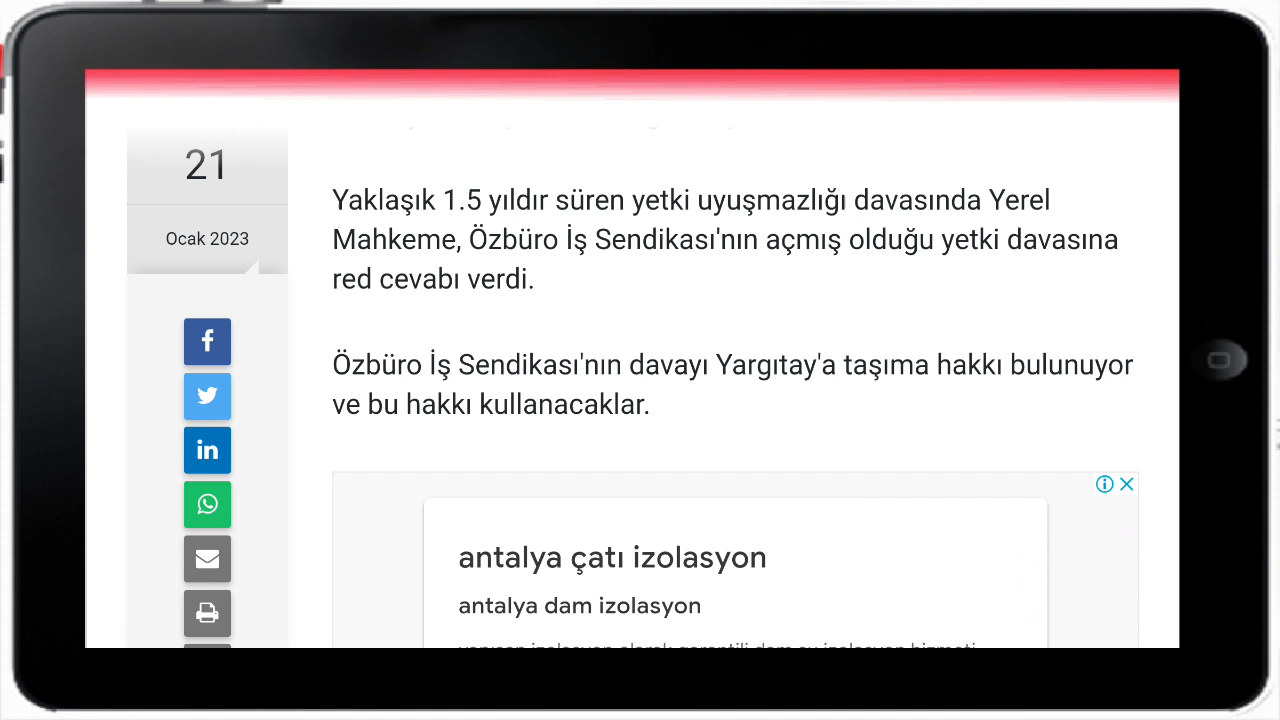 21
Ocak 2023
Yaklaşık 1.5 yıldır süren yetki uyuşmazlığı davasında Yerel
Mahkeme, Özbüro İş Sendikası'nın açmış olduğu yetki davasına
red cevabı verdi.
Özbüro İş Sendikası'nın davayı Yargıtay'a taşıma hakkı bulunuyor
ve bu hakkı kullanacaklar.
antalya çatı izolasyon
antalya dam izolasyon